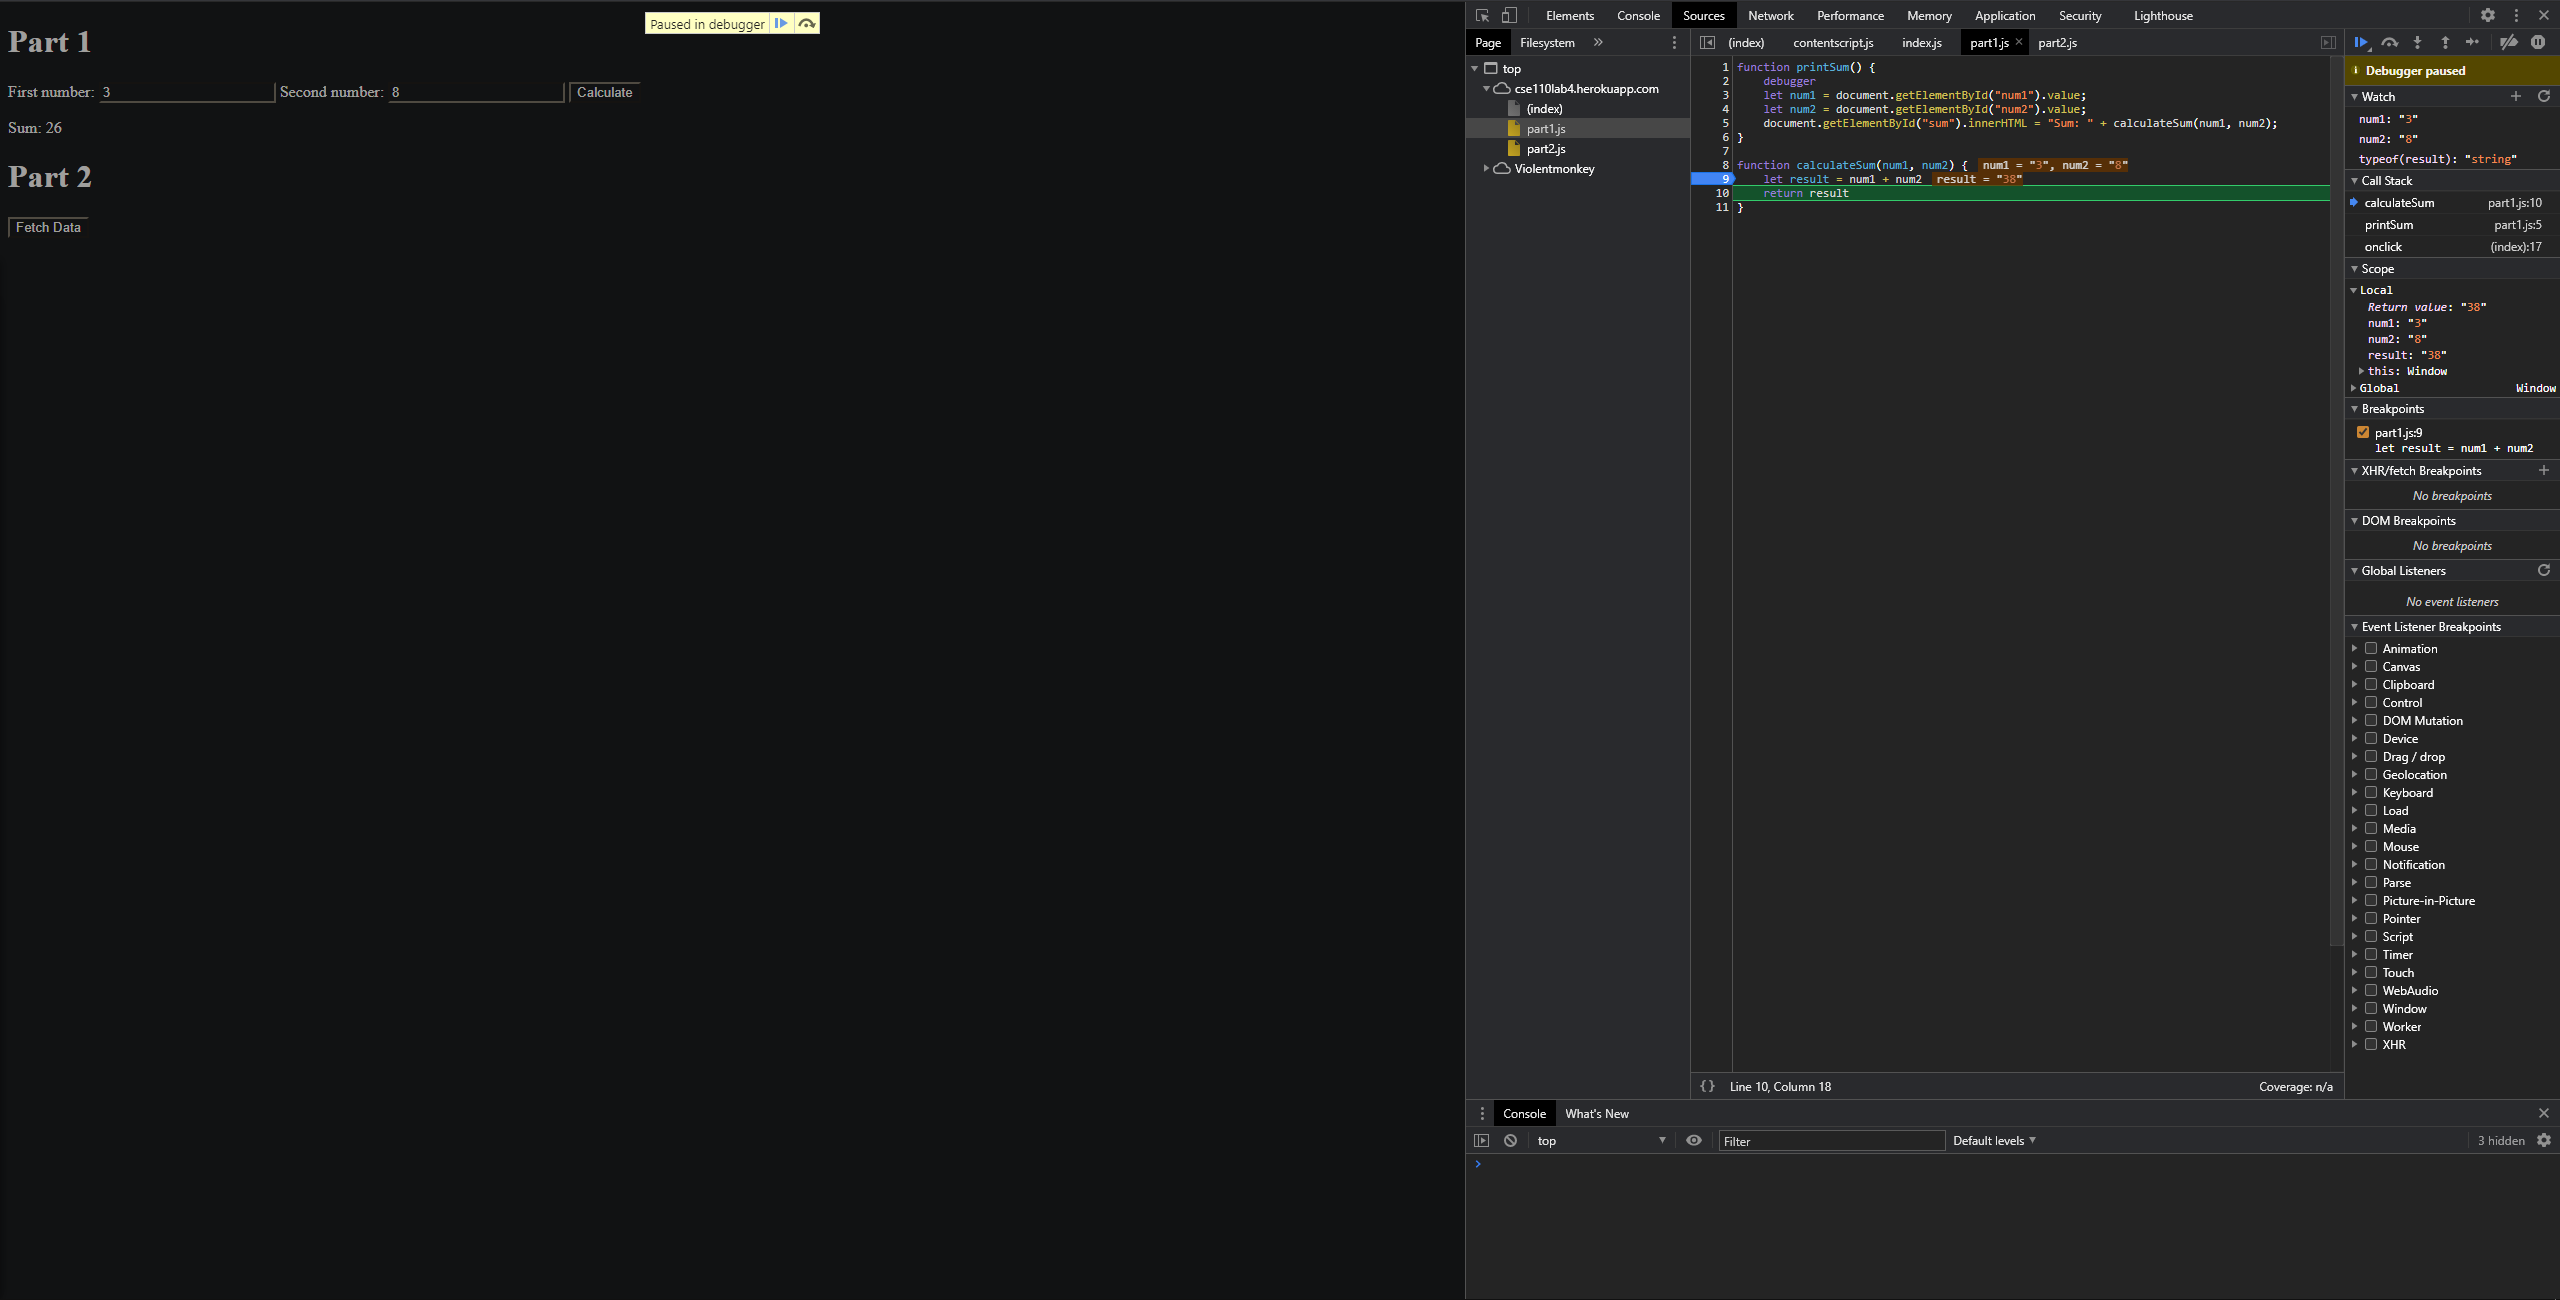 Paused in debugger
Part 1
First number: 3 Second number: 8 Calculate
Sum: 26
Part 2
Fetch Data
Elements Console Sources Network Performance Memory Application Security Lighthouse
Page Filesystem »
top
cse110lab4.herokuapp.com
(index)
part1.js
part2.js
Violentmonkey
(index) contentscript.js index.js part1.js × part2.js
1 function printSum() {
2 debugger
3 let num1 = document.getElementById("num1").value;
4 let num2 = document.getElementById("num2").value;
5 document.getElementById("sum").innerHTML = "Sum: " + calculateSum(num1, num2);
6 }
7
8 function calculateSum(num1, num2) { num1 = "3", num2 = "8"
9 let result = num1 + num2 result = "38"
10 return result
11 }
{} Line 10, Column 18 Coverage: n/a
Debugger paused
Watch
num1: "3"
num2: "8"
typeof(result): "string"
Call Stack
calculateSum part1.js:10
printSum part1.js:5
onclick (index):17
Scope
Local
Return value: "38"
num1: "3"
num2: "8"
result: "38"
this: Window
Global Window
Breakpoints
part1.js:9
let result = num1 + num2
XHR/fetch Breakpoints
No breakpoints
DOM Breakpoints
No breakpoints
Global Listeners
No event listeners
Event Listener Breakpoints
Animation
Canvas
Clipboard
Control
DOM Mutation
Device
Drag / drop
Geolocation
Keyboard
Load
Media
Mouse
Notification
Parse
Picture-in-Picture
Pointer
Script
Timer
Touch
WebAudio
Window
Worker
XHR
Console What's New
top Filter Default levels 3 hidden